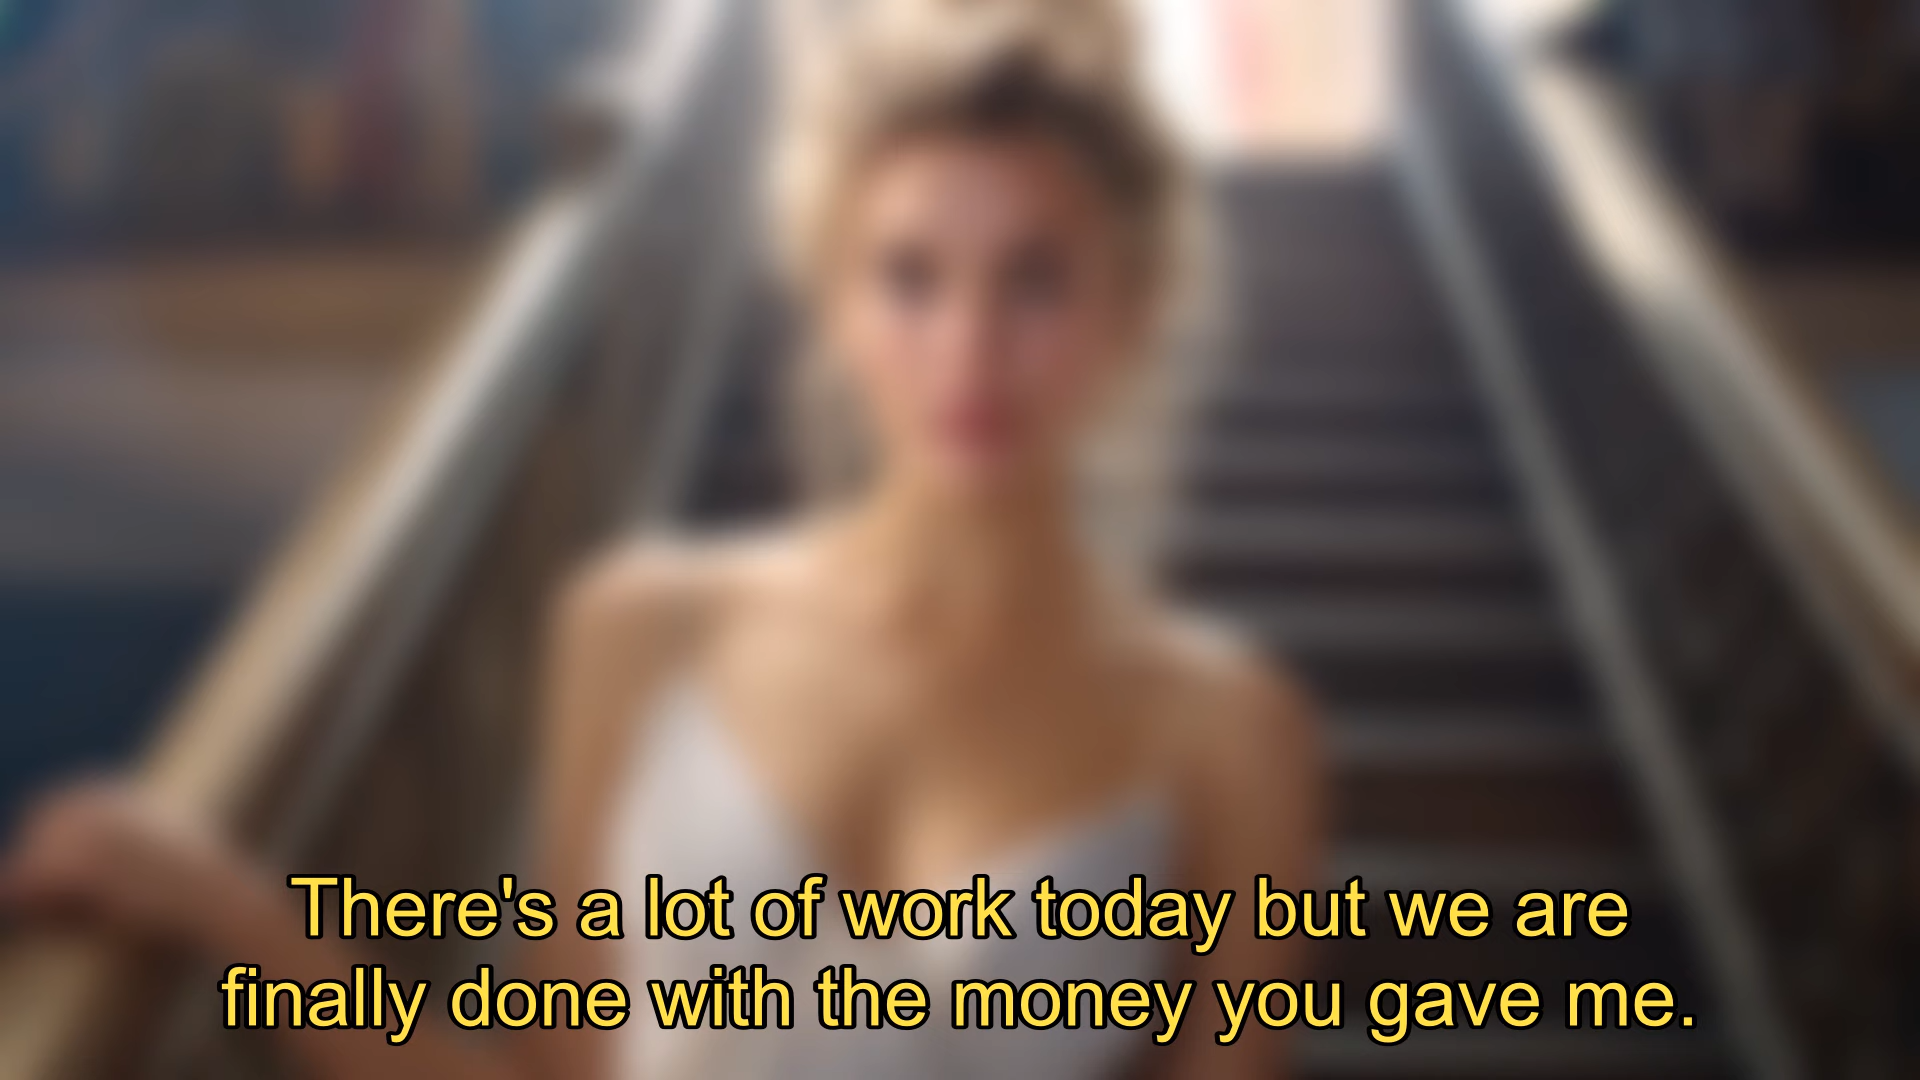 There's a lot of work today but we are
finally done with the money you gave me.